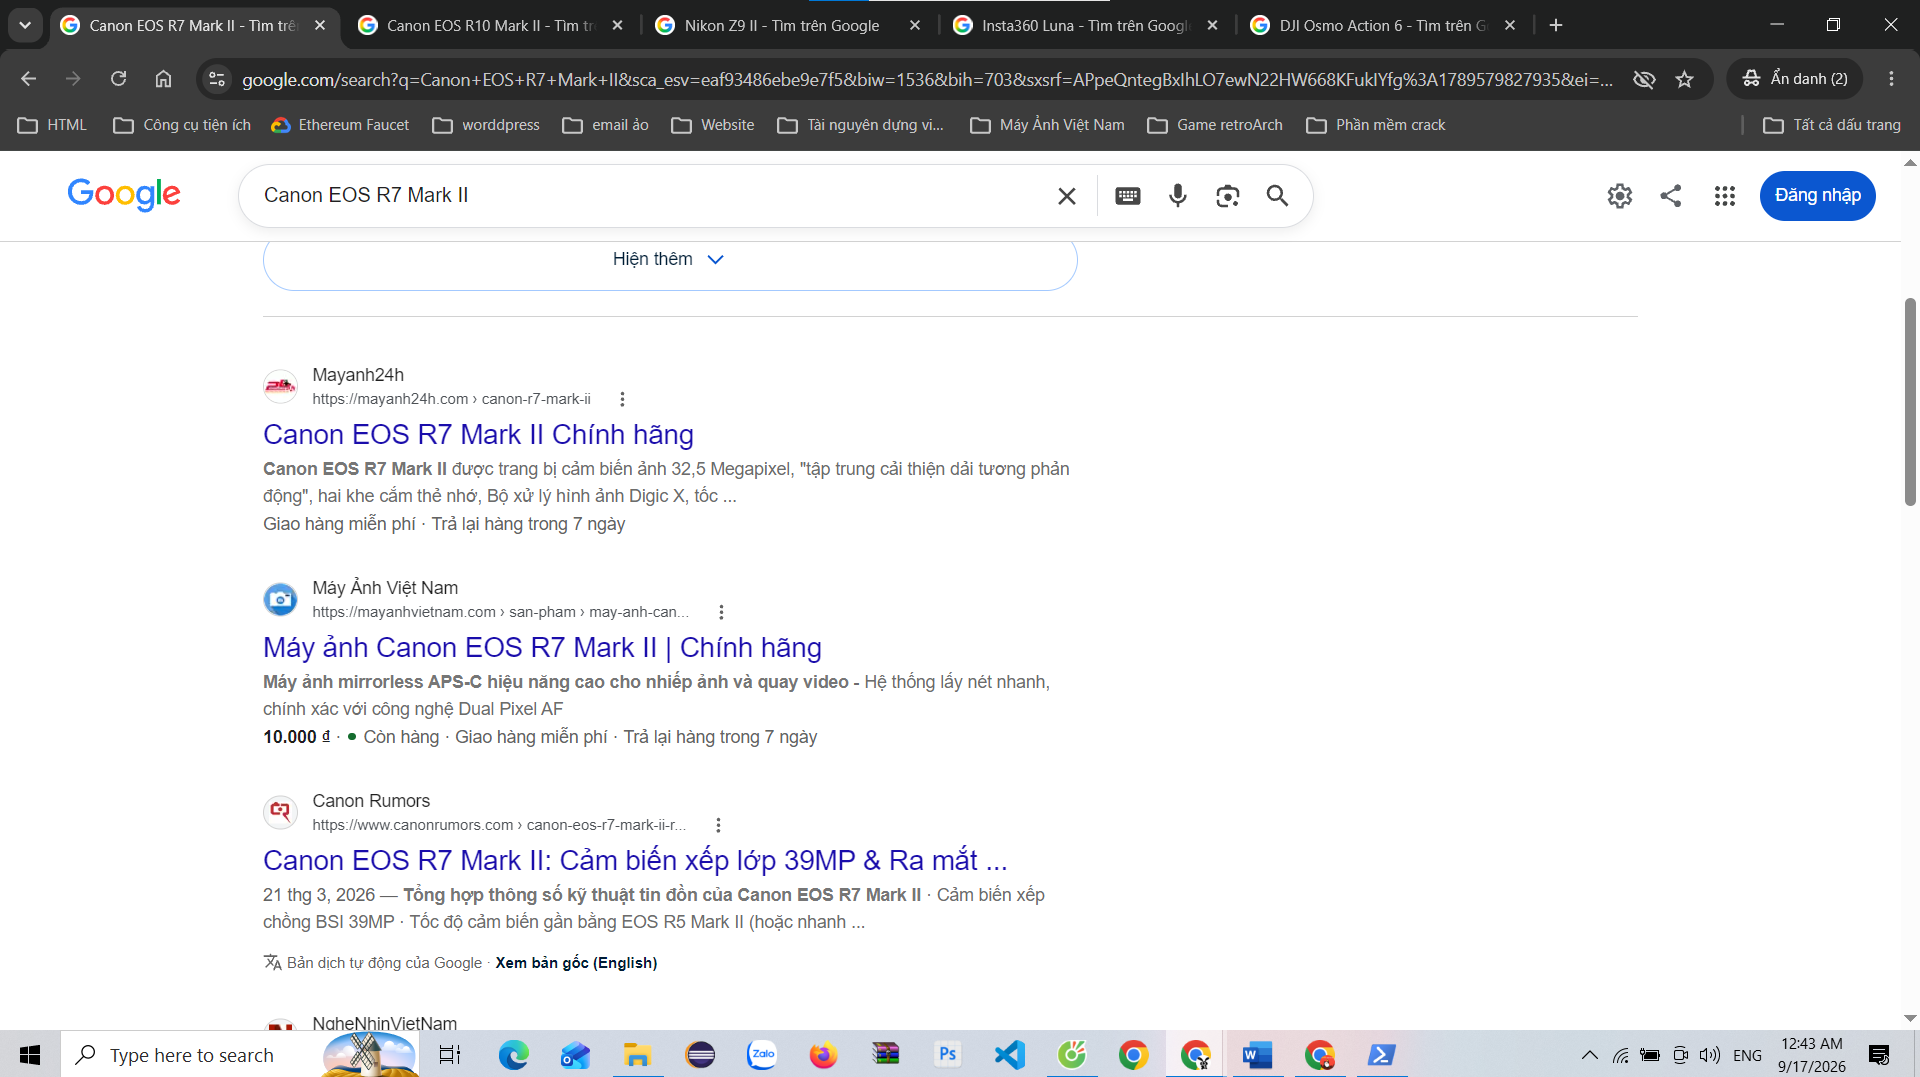 Canon EOS R7 Mark II - Tìm trê
Canon EOS R10 Mark II - Tìm tr
Nikon Z9 II - Tìm trên Google
Insta360 Luna - Tìm trên Googl
DJI Osmo Action 6 - Tìm trên G
google.com/search?q=Canon+EOS+R7+Mark+II&sca_esv=eaf93486ebe9e7f5&biw=1536&bih=703&sxsrf=APpeQntegBxIhLO7ewN22HW668KFukIYfg%3A1789579827935&ei=...
Ẩn danh (2)
HTML
Công cụ tiện ích
Ethereum Faucet
worddpress
email ảo
Website
Tài nguyên dựng vi...
Máy Ảnh Việt Nam
Game retroArch
Phần mềm crack
Tất cả dấu trang
Google
Canon EOS R7 Mark II
Đăng nhập
Hiện thêm
Mayanh24h
https://mayanh24h.com › canon-r7-mark-ii
Canon EOS R7 Mark II Chính hãng
Canon EOS R7 Mark II được trang bị cảm biến ảnh 32,5 Megapixel, "tập trung cải thiện dải tương phản
động", hai khe cắm thẻ nhớ, Bộ xử lý hình ảnh Digic X, tốc ...
Giao hàng miễn phí · Trả lại hàng trong 7 ngày
Máy Ảnh Việt Nam
https://mayanhvietnam.com › san-pham › may-anh-can...
Máy ảnh Canon EOS R7 Mark II | Chính hãng
Máy ảnh mirrorless APS-C hiệu năng cao cho nhiếp ảnh và quay video - Hệ thống lấy nét nhanh,
chính xác với công nghệ Dual Pixel AF
10.000 ₫ · Còn hàng · Giao hàng miễn phí · Trả lại hàng trong 7 ngày
Canon Rumors
https://www.canonrumors.com › canon-eos-r7-mark-ii-r...
Canon EOS R7 Mark II: Cảm biến xếp lớp 39MP & Ra mắt ...
21 thg 3, 2026 — Tổng hợp thông số kỹ thuật tin đồn của Canon EOS R7 Mark II · Cảm biến xếp
chồng BSI 39MP · Tốc độ cảm biến gần bằng EOS R5 Mark II (hoặc nhanh ...
Bản dịch tự động của Google · Xem bản gốc (English)
NgheNhinVietNam
Type here to search
Zalo
Ps
ENG
12:43 AM
9/17/2026